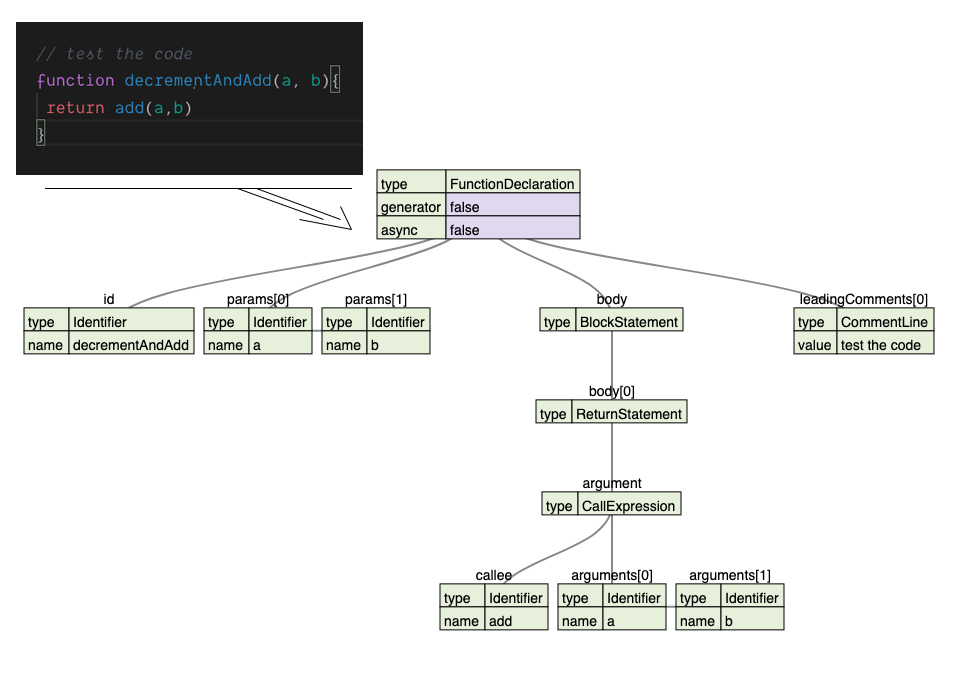 // test the code
function decrementAndAdd(a, b){
return add(a,b)
}
type FunctionDeclaration
generator false
async false
id params[0] params[1] body leadingComments[0]
type Identifier type Identifier type Identifier type BlockStatement type CommentLine
name decrementAndAdd name a name b value test the code
body[0]
type ReturnStatement
argument
type CallExpression
callee arguments[0] arguments[1]
type Identifier type Identifier type Identifier
name add name a name b